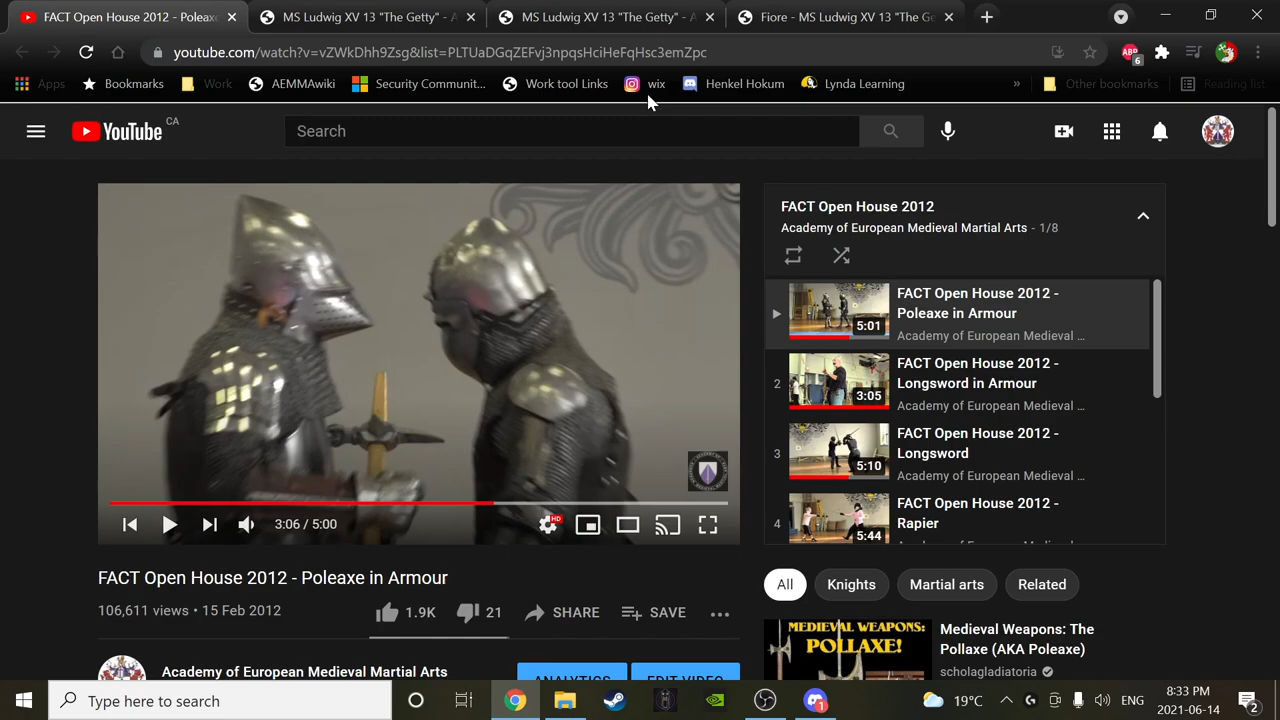 FACT Open House 2012 - Poleax
MS Ludwig XV 13 "The Getty" - A
MS Ludwig XV 13 "The Getty" - A
Fiore - MS Ludwig XV 13 "The Ge
youtube.com/watch?v=vZWkDhh9Zsg&list=PLTUaDGqZEFvj3npqsHciHeFqHsc3emZpc
6
Apps
Bookmarks
Work
AEMMAwiki
Security Communit...
Work tool Links
wix
Henkel Hokum
Lynda Learning
»
Other bookmarks
Reading list
YouTube CA
Search
FACT Open House 2012
Academy of European Medieval Martial Arts - 1/8
FACT Open House 2012 -
Poleaxe in Armour
Academy of European Medieval ...
5:01
2
FACT Open House 2012 -
Longsword in Armour
Academy of European Medieval ...
3:05
3
FACT Open House 2012 -
Longsword
Academy of European Medieval ...
5:10
4
FACT Open House 2012 -
Rapier
5:44
3:06 / 5:00
HD
FACT Open House 2012 - Poleaxe in Armour
106,611 views • 15 Feb 2012
1.9K
21
SHARE
SAVE
All
Knights
Martial arts
Related
MEDIEVAL WEAPONS:
POLLAXE!
Medieval Weapons: The
Pollaxe (AKA Poleaxe)
scholagladiatoria
Academy of European Medieval Martial Arts
ANALYTICS
EDIT VIDEO
Type here to search
1
19°C
ENG
8:33 PM
2021-06-14
2